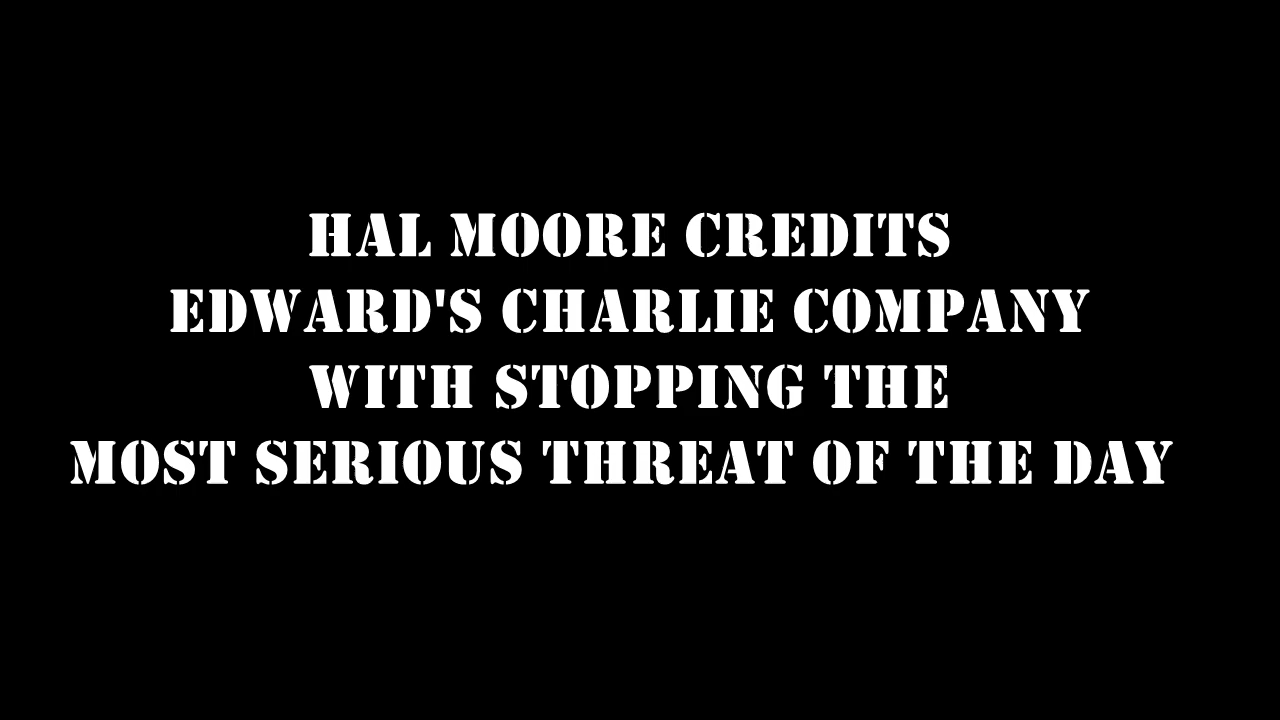 HAL MOORE CREDITS
EDWARD'S CHARLIE COMPANY
WITH STOPPING THE
MOST SERIOUS THREAT OF THE DAY